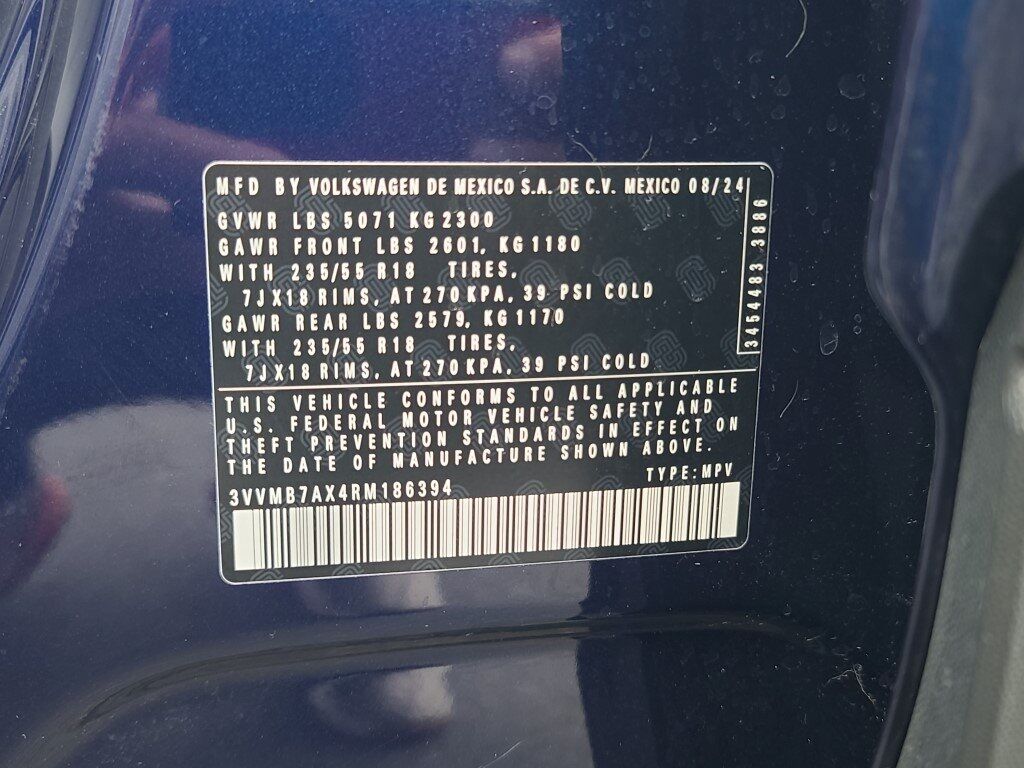 MFD BY VOLKSWAGEN DE MEXICO S.A. DE C.V. MEXICO 08/24
GVWR LBS 5071 KG 2300
GAWR FRONT LBS 2601, KG 1180
WITH 235/55 R18 TIRES,
7JX18 RIMS, AT 270 KPA, 39 PSI COLD
GAWR REAR LBS 2579, KG 1170
WITH 235/55 R18 TIRES,
7JX18 RIMS, AT 270 KPA, 39 PSI COLD
3454483 3886
THIS VEHICLE CONFORMS TO ALL APPLICABLE
U.S. FEDERAL MOTOR VEHICLE SAFETY AND
THEFT PREVENTION STANDARDS IN EFFECT ON
THE DATE OF MANUFACTURE SHOWN ABOVE.
3VVMB7AX4RM186394 TYPE: MPV